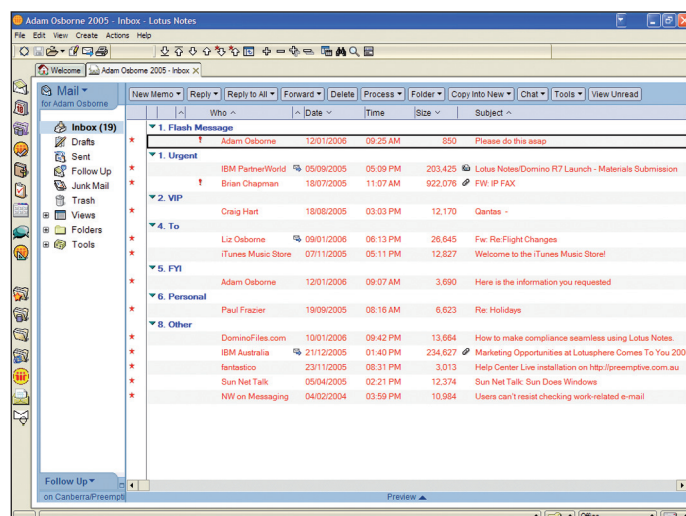 Adam Osborne 2005 - Inbox - Lotus Notes
File Edit View Create Actions Help
Welcome Adam Osborne 2005 - Inbox
Mail
for Adam Osborne
New Memo Reply Reply to All Forward Delete Process Folder Copy Into New Chat Tools View Unread
Who Date Time Size Subject
Inbox (19)
Drafts
Sent
Follow Up
Junk Mail
Trash
Views
Folders
Tools
1. Flash Message
Adam Osborne 12/01/2006 09:25 AM 850 Please do this asap
1. Urgent
IBM PartnerWorld 05/09/2005 05:09 PM 203,425 Lotus Notes/Domino R7 Launch - Materials Submission
Brian Chapman 18/07/2005 11:07 AM 922,076 FW: IP FAX
2. VIP
Craig Hart 18/08/2005 03:03 PM 12,170 Qantas -
4. To
Liz Osborne 09/01/2006 06:13 PM 26,645 Fw: Re:Flight Changes
iTunes Music Store 07/11/2005 05:11 PM 12,827 Welcome to the iTunes Music Store!
5. FYI
Adam Osborne 12/01/2006 09:07 AM 3,690 Here is the information you requested
6. Personal
Paul Frazier 19/09/2005 08:16 AM 6,623 Re: Holidays
8. Other
DominoFiles.com 10/01/2006 09:42 PM 13,664 How to make compliance seamless using Lotus Notes.
IBM Australia 21/12/2005 01:40 PM 234,627 Marketing Opportunities at Lotusphere Comes To You 200
fantastico 23/11/2005 08:31 PM 3,013 Help Center Live installation on http://preemptive.com.au
Sun Net Talk 05/04/2005 02:21 PM 12,374 Sun Net Talk: Sun Does Windows
NW on Messaging 04/02/2004 03:59 PM 10,984 Users can't resist checking work-related e-mail
Follow Up
on Canberra/Preempti
Preview
Office